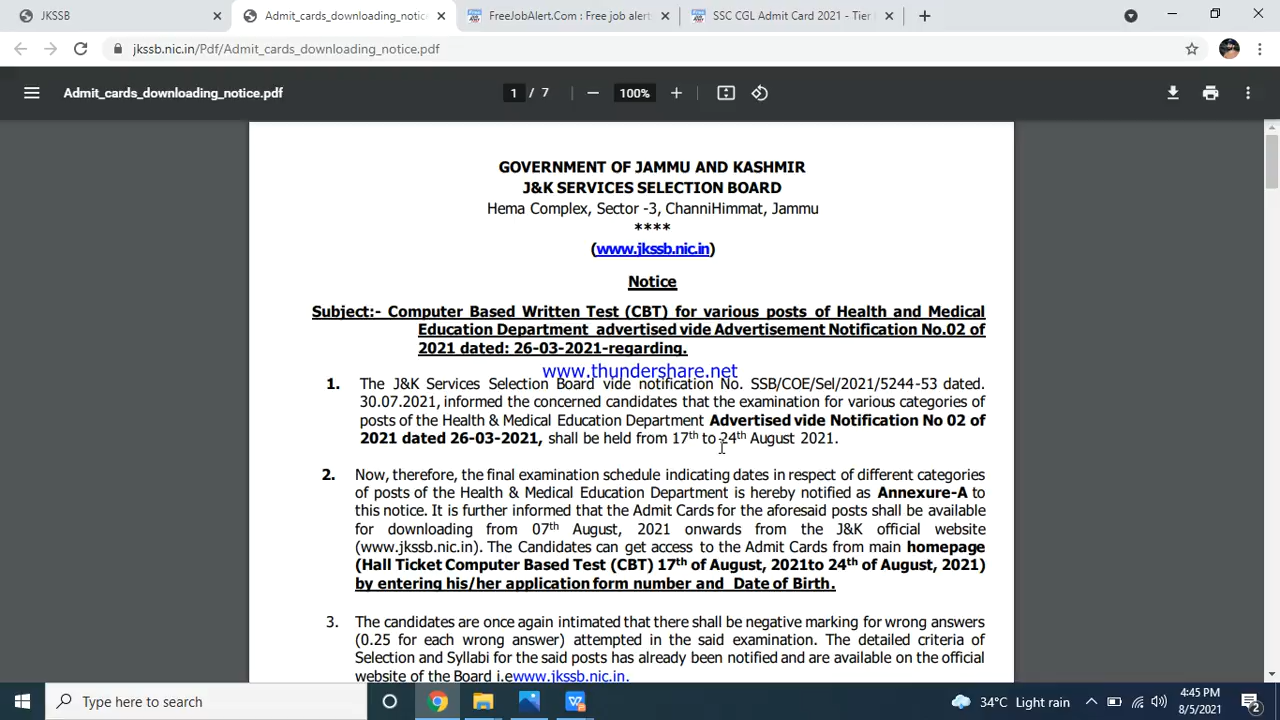 JKSSB
Admit_cards_downloading_notice
FreeJobAlert.Com : Free job alert
SSC CGL Admit Card 2021 - Tier
jkssb.nic.in/Pdf/Admit_cards_downloading_notice.pdf
Admit_cards_downloading_notice.pdf
1 / 7
100%
GOVERNMENT OF JAMMU AND KASHMIR
J&K SERVICES SELECTION BOARD
Hema Complex, Sector -3, ChanniHimmat, Jammu
****
(www.jkssb.nic.in)
Notice
Subject:- Computer Based Written Test (CBT) for various posts of Health and Medical
Education Department advertised vide Advertisement Notification No.02 of
2021 dated: 26-03-2021-regarding.
www.thundershare.net
1. The J&K Services Selection Board vide notification No. SSB/COE/Sel/2021/5244-53 dated.
30.07.2021, informed the concerned candidates that the examination for various categories of
posts of the Health & Medical Education Department Advertised vide Notification No 02 of
2021 dated 26-03-2021, shall be held from 17th to 24th August 2021.
2. Now, therefore, the final examination schedule indicating dates in respect of different categories
of posts of the Health & Medical Education Department is hereby notified as Annexure-A to
this notice. It is further informed that the Admit Cards for the aforesaid posts shall be available
for downloading from 07th August, 2021 onwards from the J&K official website
(www.jkssb.nic.in). The Candidates can get access to the Admit Cards from main homepage
(Hall Ticket Computer Based Test (CBT) 17th of August, 2021to 24th of August, 2021)
by entering his/her application form number and Date of Birth.
3. The candidates are once again intimated that there shall be negative marking for wrong answers
(0.25 for each wrong answer) attempted in the said examination. The detailed criteria of
Selection and Syllabi for the said posts has already been notified and are available on the official
website of the Board i.ewww.jkssb.nic.in.
Type here to search
34°C Light rain
4:45 PM
8/5/2021
2